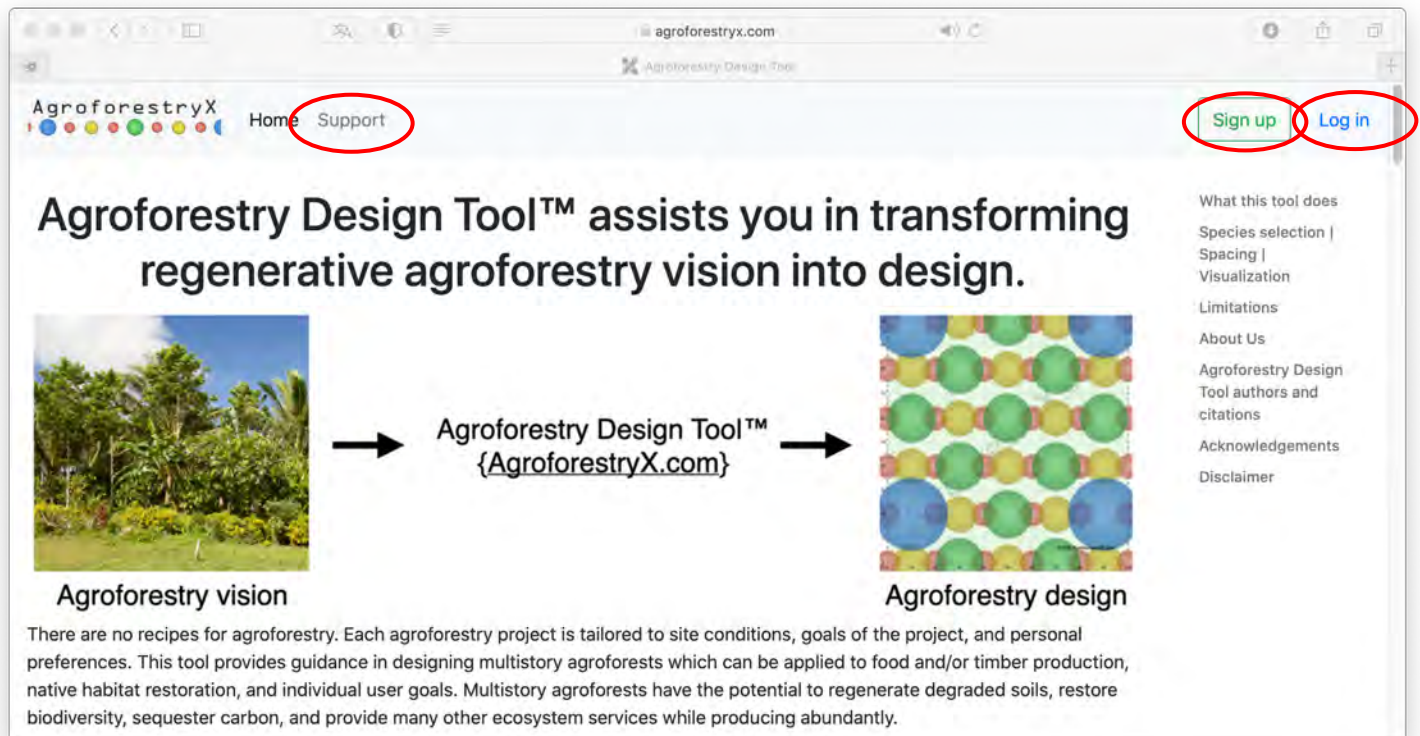 agroforestryx.com
Agroforestry Design Tool
AgroforestryX
Home
Support
Sign up
Log in
Agroforestry Design Tool™ assists you in transforming
regenerative agroforestry vision into design.
What this tool does
Species selection |
Spacing |
Visualization
Limitations
About Us
Agroforestry Design
Tool authors and
citations
Acknowledgements
Disclaimer
Agroforestry Design Tool™
{AgroforestryX.com}
Agroforestry vision
Agroforestry design
There are no recipes for agroforestry. Each agroforestry project is tailored to site conditions, goals of the project, and personal
preferences. This tool provides guidance in designing multistory agroforests which can be applied to food and/or timber production,
native habitat restoration, and individual user goals. Multistory agroforests have the potential to regenerate degraded soils, restore
biodiversity, sequester carbon, and provide many other ecosystem services while producing abundantly.